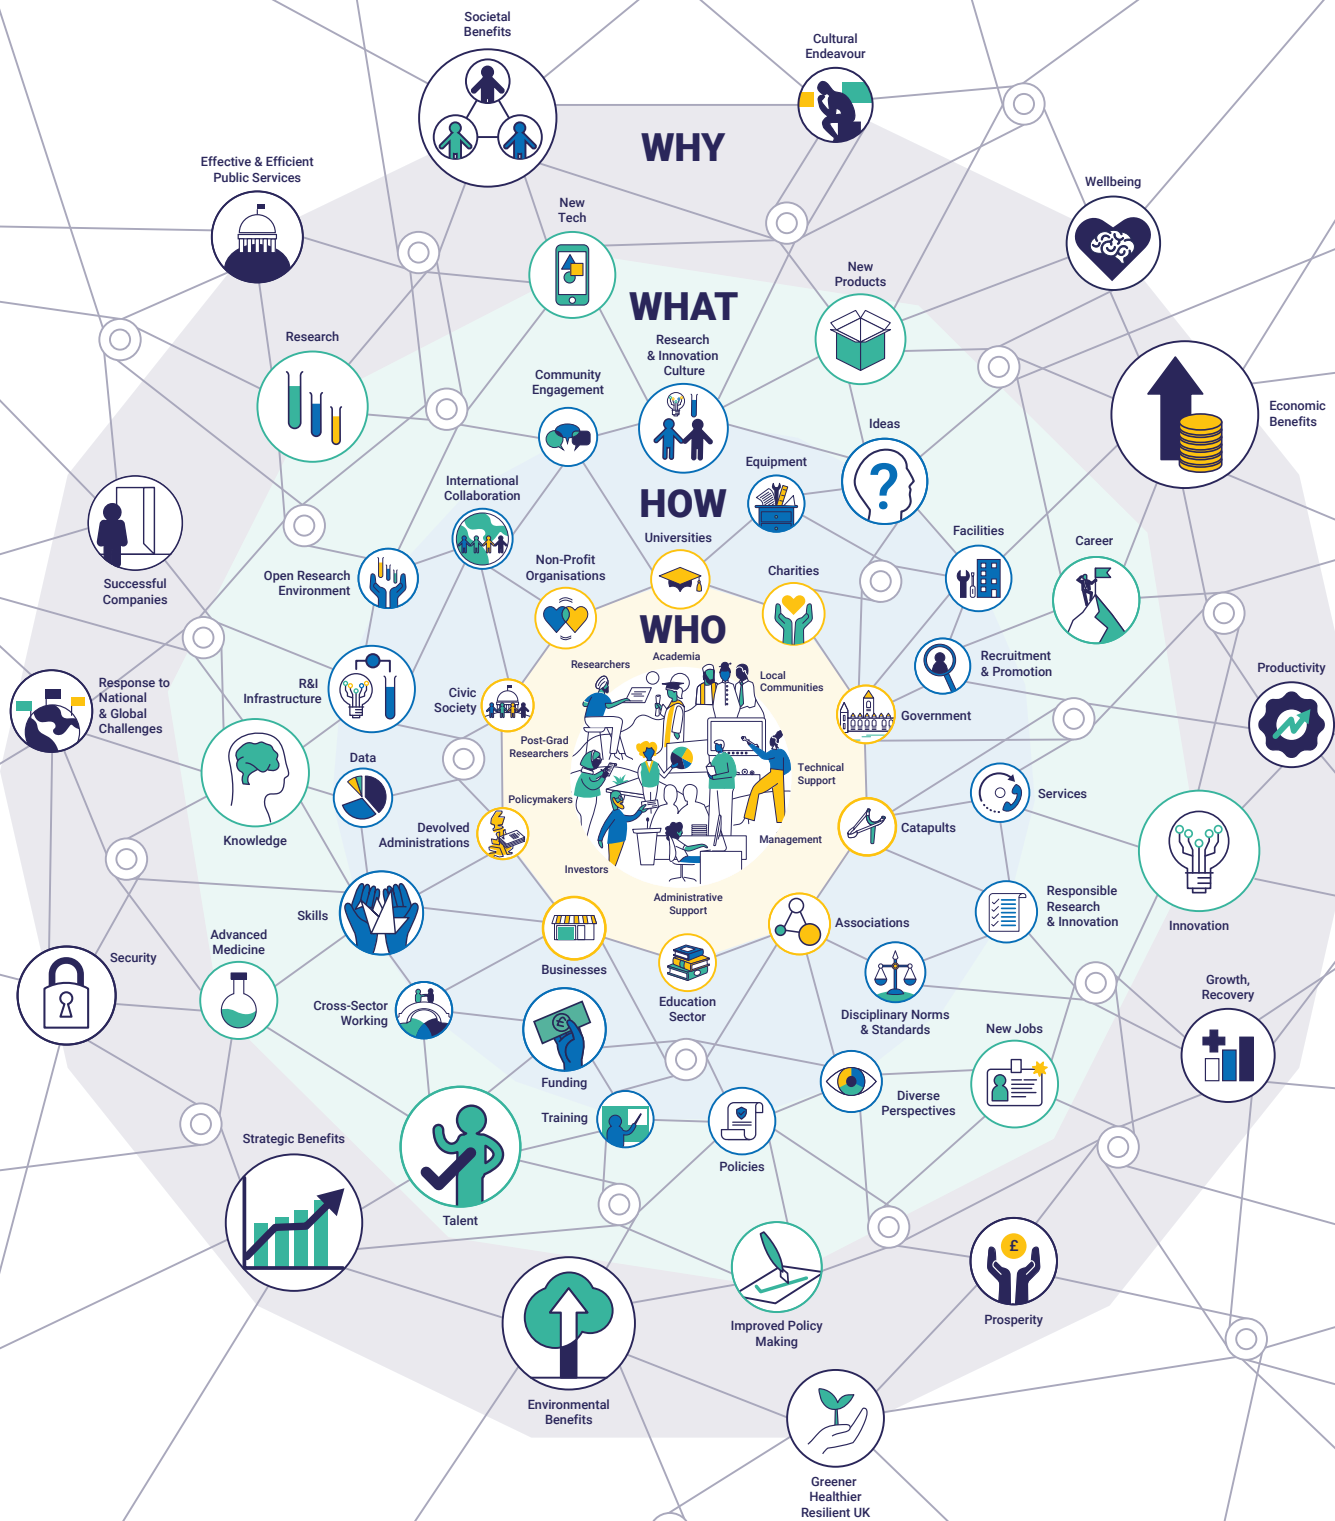 Societal
Benefits
Cultural
Endeavour
WHY
Effective & Efficient
Public Services
Wellbeing
New
Tech
New
Products
WHAT
Research
Research
& Innovation
Culture
Community
Engagement
Economic
Benefits
Ideas
Equipment
International
Collaboration
HOW
Universities
Facilities
Career
Non-Profit
Organisations
Charities
Open Research
Environment
Successful
Companies
WHO
Academia
Researchers
Local
Communities
Recruitment
& Promotion
Productivity
Response to
National
& Global
Challenges
R&I
Infrastructure
Civic
Society
Government
Post-Grad
Researchers
Technical
Support
Data
Services
Policymakers
Devolved
Administrations
Catapults
Knowledge
Management
Investors
Administrative
Support
Skills
Associations
Responsible
Research
& Innovation
Innovation
Advanced
Medicine
Security
Businesses
Education
Sector
Growth,
Recovery
Cross-Sector
Working
£
Disciplinary Norms
& Standards
New Jobs
Funding
Training
Diverse
Perspectives
Strategic Benefits
Policies
Talent
£
Improved Policy
Making
Prosperity
Environmental
Benefits
Greener
Healthier
Resilient UK